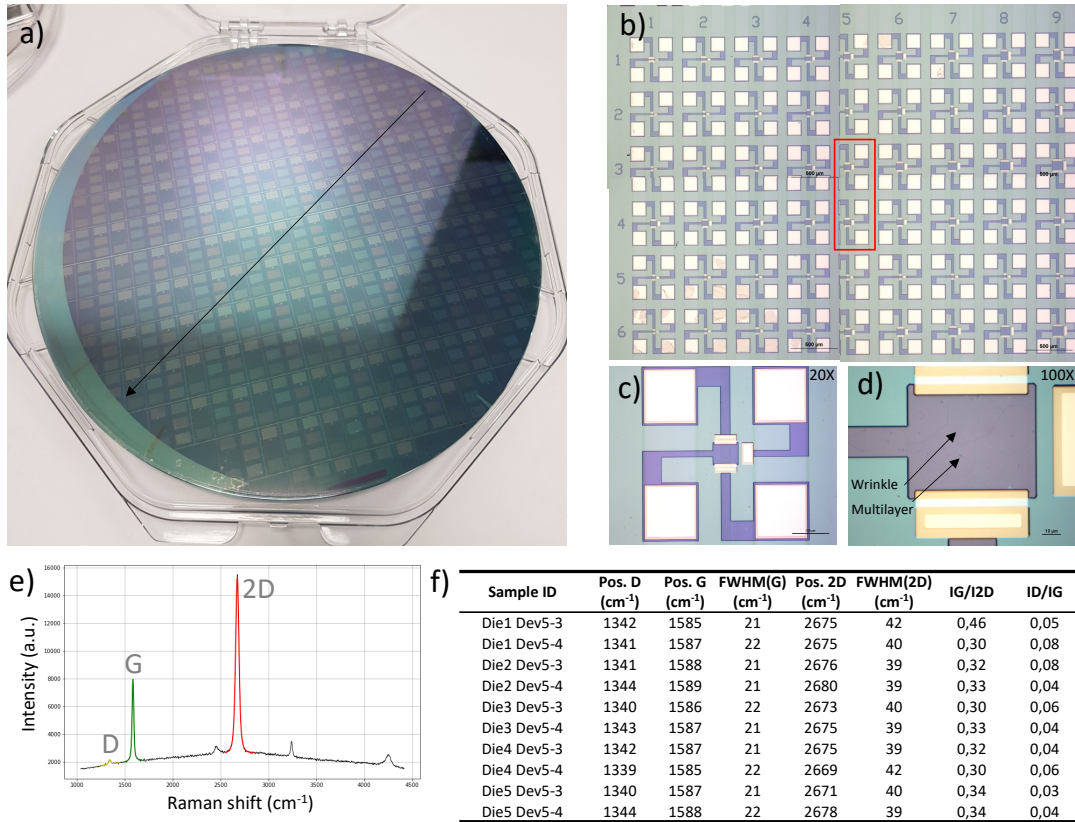 a)
b)
1 2 3 4 5 6 7 8 9
1
2
3
500 µm 500 µm
4
5
6
500 µm 500 µm
c)
20X
d)
100X
Wrinkle
Multilayer
10 µm
e)
16000
14000
12000
10000
8000
6000
4000
2000
2D
G
D
Intensity (a.u.)
1000 1500 2000 2500 3000 3500 4000 4500
Raman shift (cm-1)
f)
Sample ID Pos. D (cm-1) Pos. G (cm-1) FWHM(G) (cm-1) Pos. 2D (cm-1) FWHM(2D) (cm-1) IG/I2D ID/IG
Die1 Dev5-3 1342 1585 21 2675 42 0,46 0,05
Die1 Dev5-4 1341 1587 22 2675 40 0,30 0,08
Die2 Dev5-3 1341 1588 21 2676 39 0,32 0,08
Die2 Dev5-4 1344 1589 21 2680 39 0,33 0,04
Die3 Dev5-3 1340 1586 22 2673 40 0,30 0,06
Die3 Dev5-4 1343 1587 21 2675 39 0,33 0,04
Die4 Dev5-3 1342 1587 21 2675 39 0,32 0,04
Die4 Dev5-4 1339 1585 22 2669 42 0,30 0,06
Die5 Dev5-3 1340 1587 21 2671 40 0,34 0,03
Die5 Dev5-4 1344 1588 22 2678 39 0,34 0,04